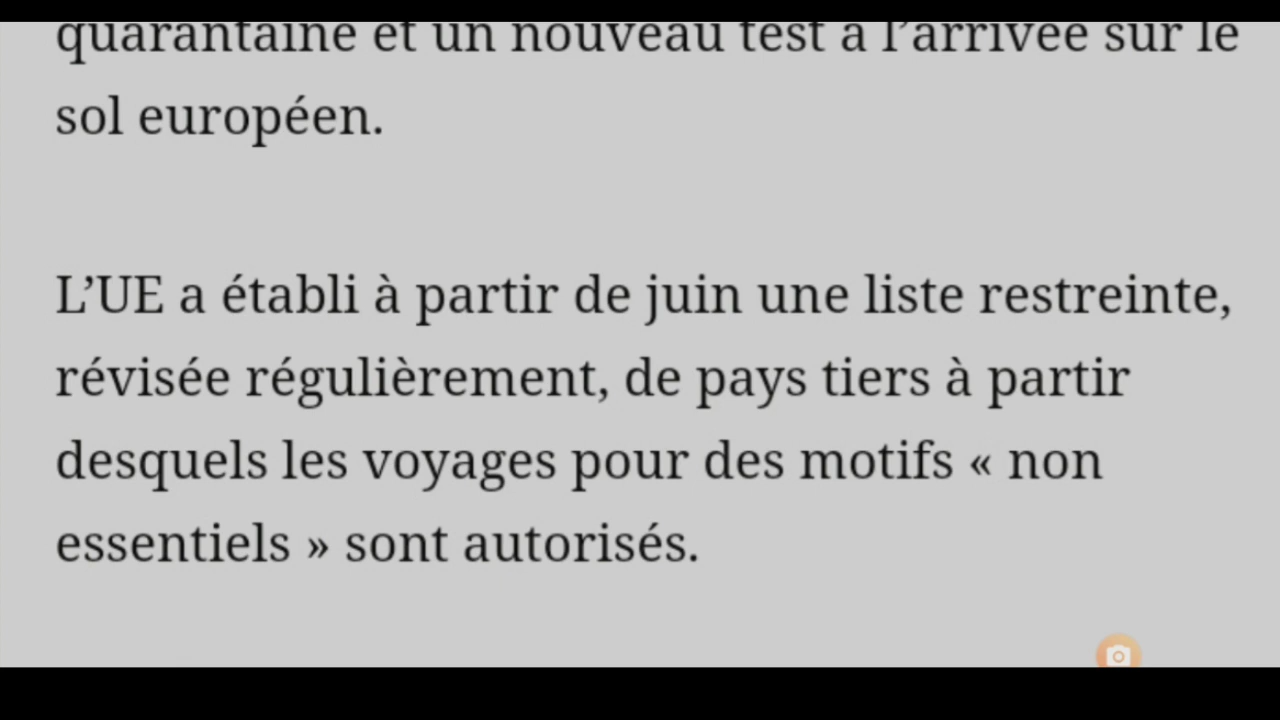 quarantaine et un nouveau test à l’arrivée sur le
sol européen.
L’UE a établi à partir de juin une liste restreinte,
révisée régulièrement, de pays tiers à partir
desquels les voyages pour des motifs « non
essentiels » sont autorisés.